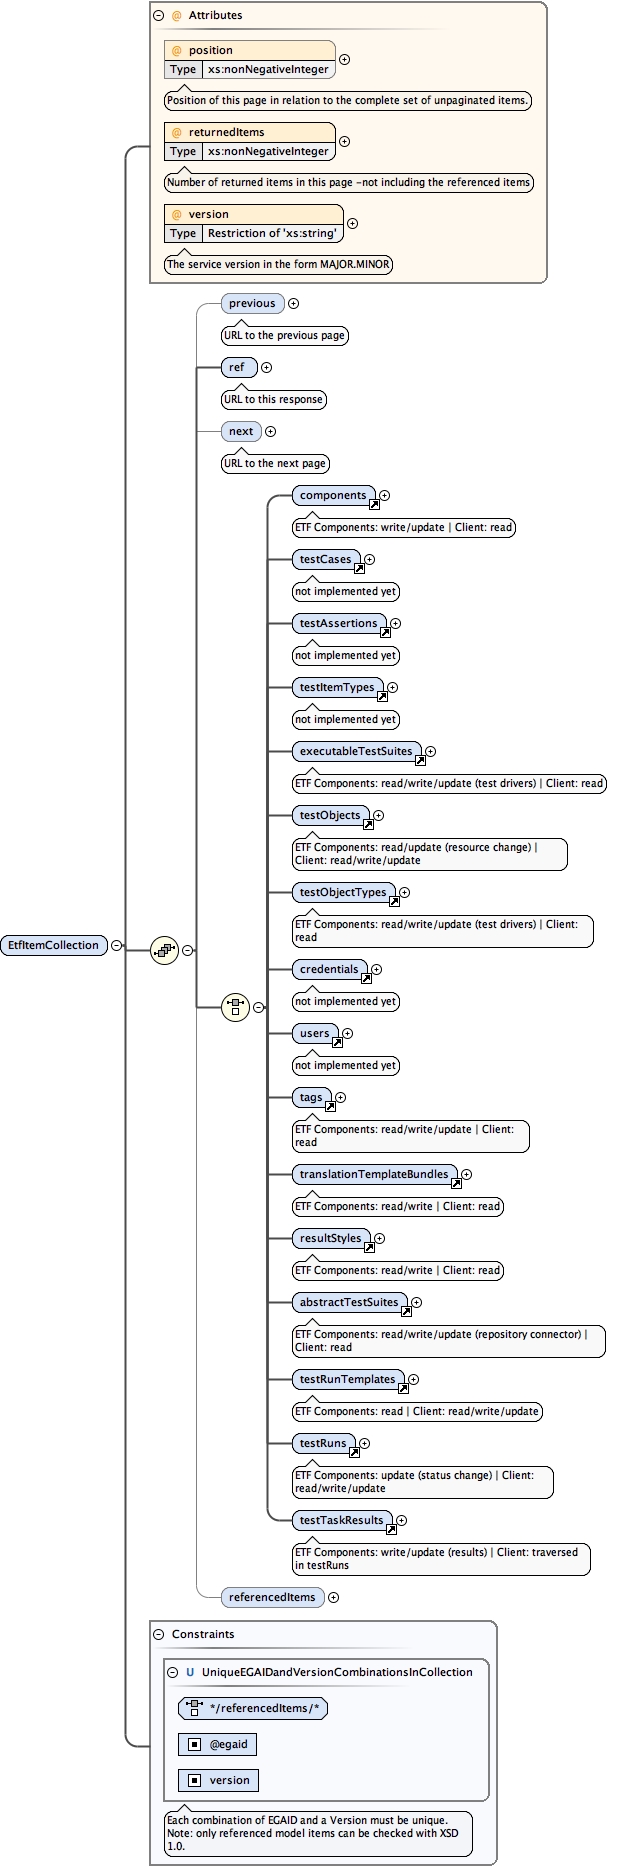 Attributes
@ position
Type xs:nonNegativeInteger
Position of this page in relation to the complete set of unpaginated items.
@ returnedItems
Type xs:nonNegativeInteger
Number of returned items in this page -not including the referenced items
@ version
Type Restriction of 'xs:string'
The service version in the form MAJOR.MINOR
previous
URL to the previous page
ref
URL to this response
next
URL to the next page
components
ETF Components: write/update | Client: read
testCases
not implemented yet
testAssertions
not implemented yet
testItemTypes
not implemented yet
executableTestSuites
ETF Components: read/write/update (test drivers) | Client: read
testObjects
ETF Components: read/update (resource change) |
Client: read/write/update
testObjectTypes
ETF Components: read/write/update (test drivers) | Client:
read
EtfItemCollection
credentials
not implemented yet
users
not implemented yet
tags
ETF Components: read/write/update | Client:
read
translationTemplateBundles
ETF Components: read/write | Client: read
resultStyles
ETF Components: read/write | Client: read
abstractTestSuites
ETF Components: read/write/update (repository connector) |
Client: read
testRunTemplates
ETF Components: read | Client: read/write/update
testRuns
ETF Components: update (status change) | Client:
read/write/update
testTaskResults
ETF Components: write/update (results) | Client: traversed
in testRuns
referencedItems
Constraints
U UniqueEGAIDandVersionCombinationsInCollection
*/referencedItems/*
@egaid
version
Each combination of EGAID and a Version must be unique.
Note: only referenced model items can be checked with XSD
1.0.